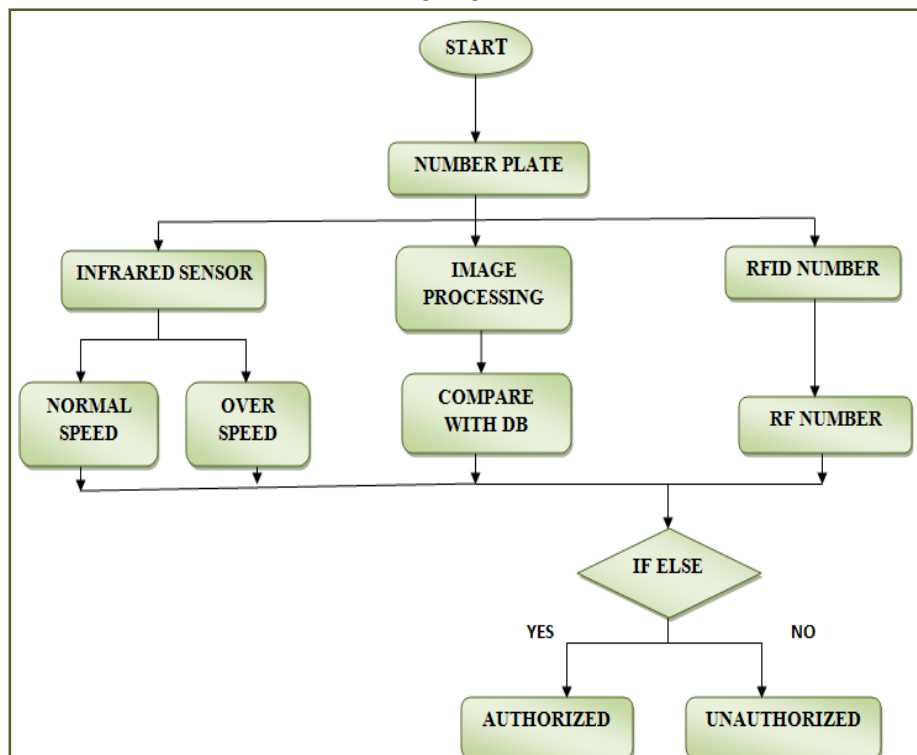 START
NUMBER PLATE
INFRARED SENSOR
IMAGE
PROCESSING
RFID NUMBER
NORMAL
SPEED
OVER
SPEED
COMPARE
WITH DB
RF NUMBER
IF ELSE
YES
NO
AUTHORIZED
UNAUTHORIZED